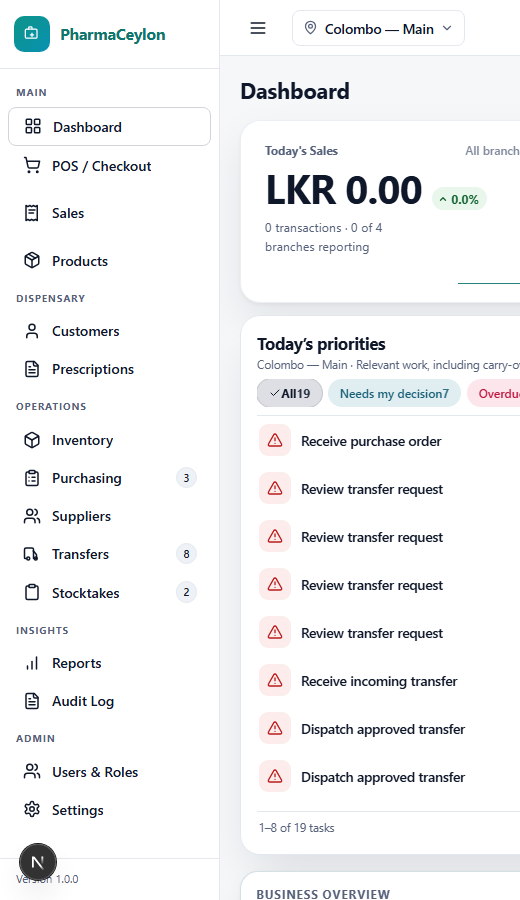 PharmaCeylon
MAIN
Dashboard
POS / Checkout
Sales
Products
DISPENSARY
Customers
Prescriptions
OPERATIONS
Inventory
Purchasing 3
Suppliers
Transfers 8
Stocktakes 2
INSIGHTS
Reports
Audit Log
ADMIN
Users & Roles
Settings
N
Version 1.0.0
Colombo — Main
Dashboard
Today's Sales All branch
LKR 0.00 0.0%
0 transactions · 0 of 4
branches reporting
Today’s priorities
Colombo — Main · Relevant work, including carry-o
All19 Needs my decision7 Overdu
Receive purchase order
Review transfer request
Review transfer request
Review transfer request
Review transfer request
Receive incoming transfer
Dispatch approved transfer
Dispatch approved transfer
1–8 of 19 tasks
BUSINESS OVERVIEW